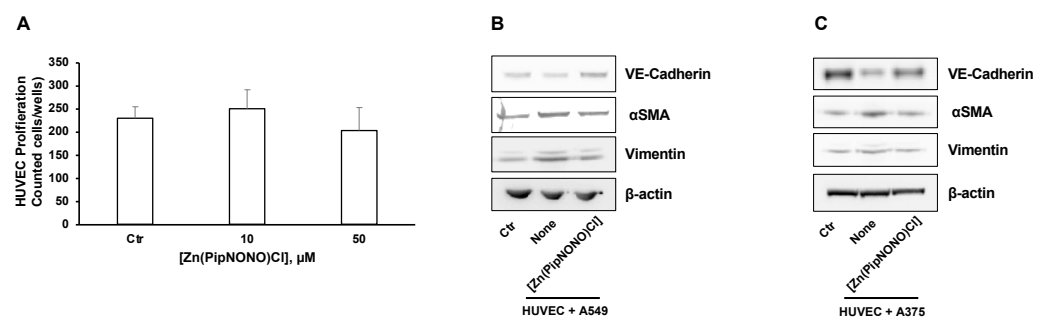 A
HUVEC Prolfieration
Counted cells/wells)
350
300
250
200
150
100
50
0
Ctr
10
50
[Zn(PipNONO)Cl], µM
B
VE-Cadherin
αSMA
Vimentin
β-actin
Ctr
None
[Zn(PipNONO)Cl]
HUVEC + A549
C
VE-Cadherin
αSMA
Vimentin
β-actin
Ctr
None
[Zn(PipNONO)Cl]
HUVEC + A375